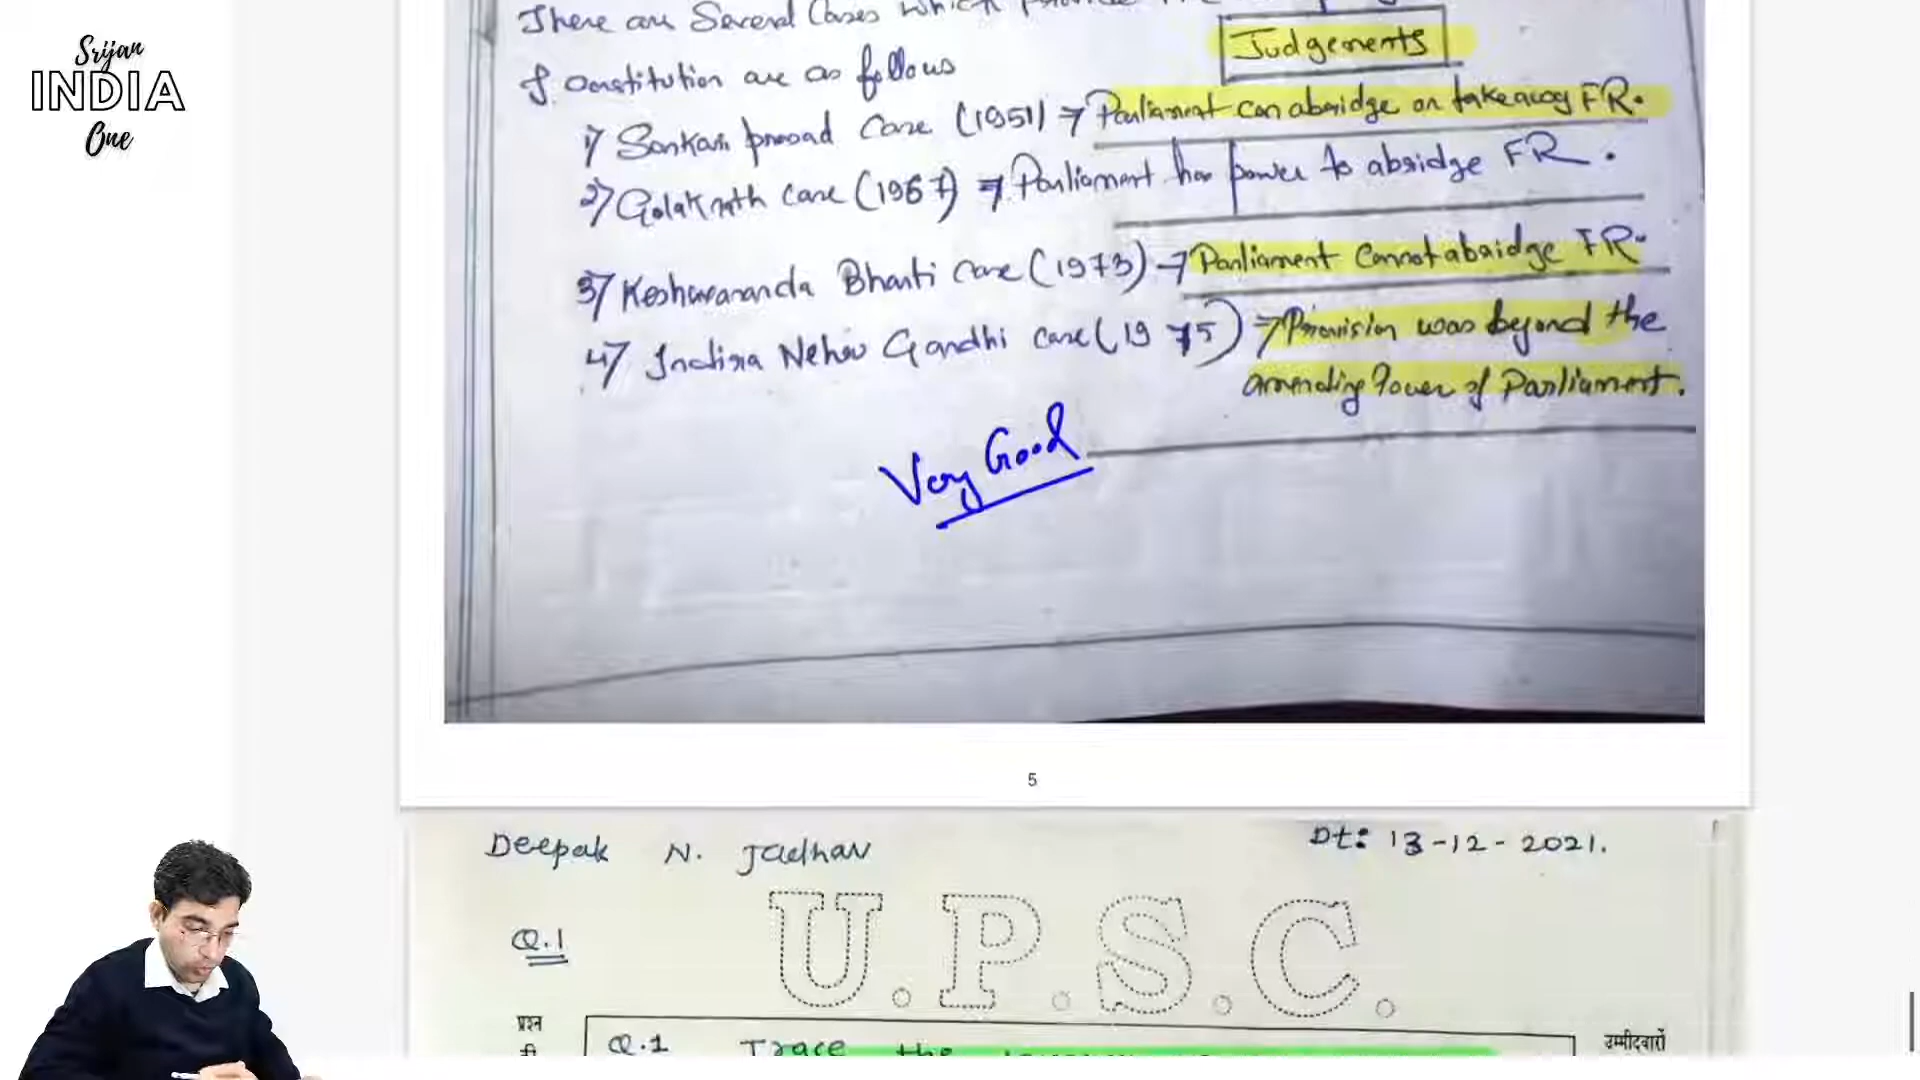 Srijan
INDIA
One
There are Several Cases which
Judgements
of Constitution are as follows
1) Sankari prasad Case (1951) → Parliament can abridge or takeaway FR.
2) Golaknath case (1967) → Parliament has power to abridge FR.
3) Keshavananda Bharti case (1973) → Parliament Cannot abridge FR.
4) Indira Nehru Gandhi case (1975) → Provision was beyond the
amending Power of Parliament.
Very Good
5
Deepak N. Jadhav
Dt: 13-12-2021.
U.P.S.C.
Q.1
प्रश्न
उम्मीदवारों
Q.1 Trace the